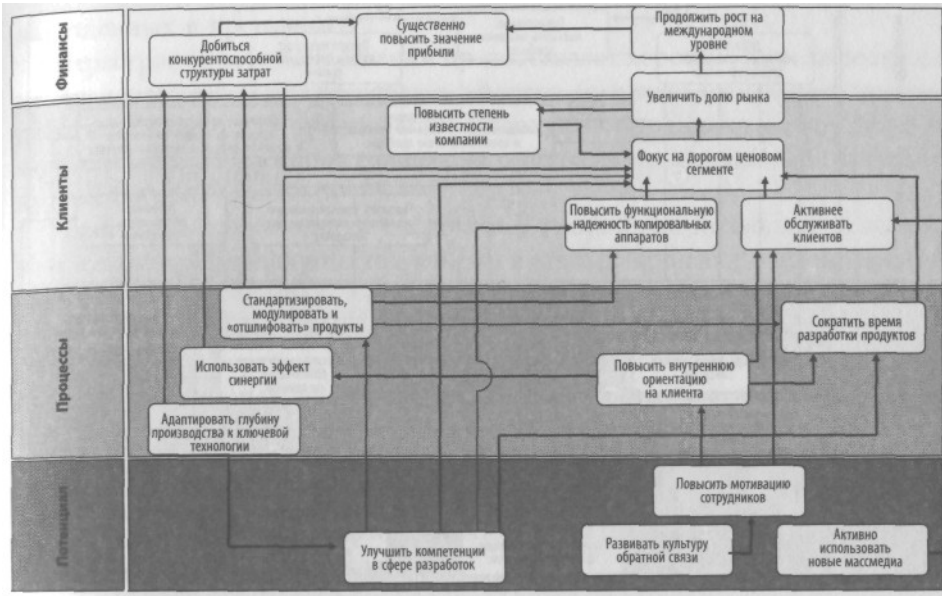 Финансы
Существенно
повысить значение
прибыли
Продолжить рост на
международном
уровне
Добиться
конкурентоспособной
структуры затрат
Увеличить долю рынка
Клиенты
Повысить степень
известности
компании
Фокус на дорогом ценовом
сегменте
Повысить функциональную
надежность копировальных
аппаратов
Активнее
обслуживать
клиентов
Процессы
Стандартизировать,
модулировать и
«отшлифовать» продукты
Сократить время
разработки продуктов
Использовать эффект
синергии
Повысить внутреннюю
ориентацию
на клиента
Адаптировать глубину
производства к ключевой
технологии
Потенциал
Повысить мотивацию
сотрудников
Улучшить компетенции
в сфере разработок
Развивать культуру
обратной связи
Активно
использовать
новые массмедиа